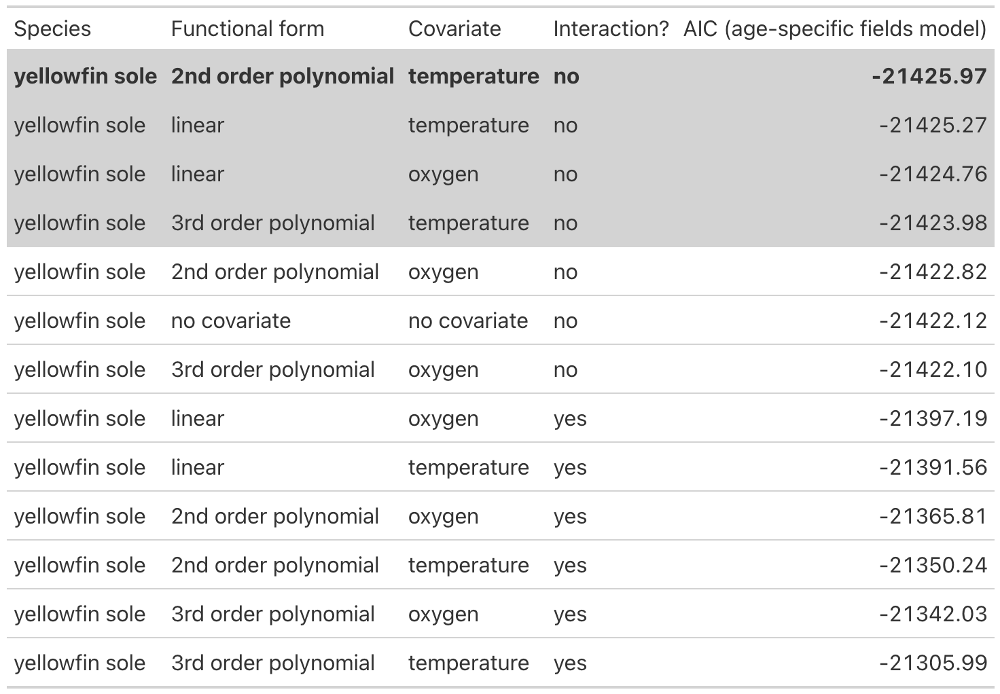 Species Functional form Covariate Interaction? AIC (age-specific fields model)
yellowfin sole 2nd order polynomial temperature no -21425.97
yellowfin sole linear temperature no -21425.27
yellowfin sole linear oxygen no -21424.76
yellowfin sole 3rd order polynomial temperature no -21423.98
yellowfin sole 2nd order polynomial oxygen no -21422.82
yellowfin sole no covariate no covariate no -21422.12
yellowfin sole 3rd order polynomial oxygen no -21422.10
yellowfin sole linear oxygen yes -21397.19
yellowfin sole linear temperature yes -21391.56
yellowfin sole 2nd order polynomial oxygen yes -21365.81
yellowfin sole 2nd order polynomial temperature yes -21350.24
yellowfin sole 3rd order polynomial oxygen yes -21342.03
yellowfin sole 3rd order polynomial temperature yes -21305.99